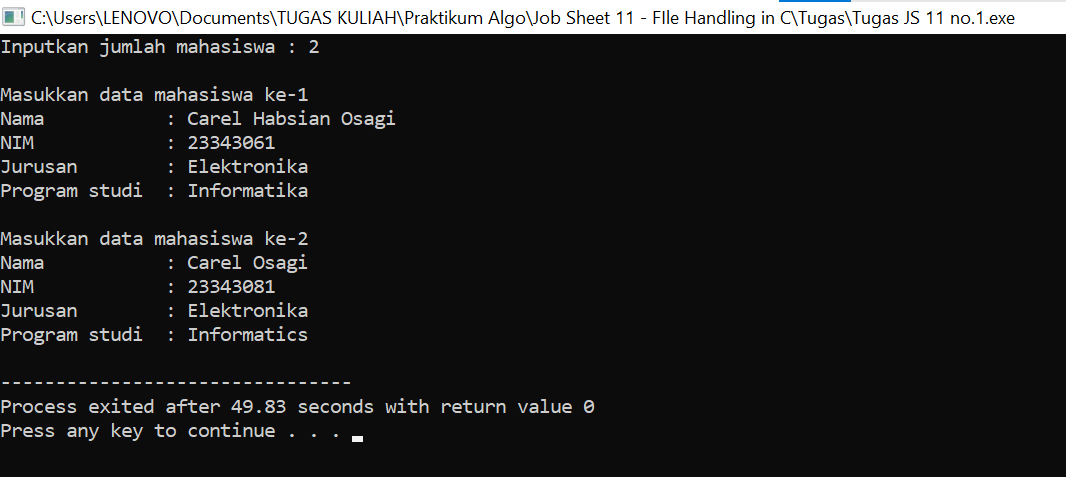 C:\Users\LENOVO\Documents\TUGAS KULIAH\Praktikum Algo\Job Sheet 11 - FIle Handling in C\Tugas\Tugas JS 11 no.1.exe
Inputkan jumlah mahasiswa : 2
Masukkan data mahasiswa ke-1
Nama           : Carel Habsian Osagi
NIM            : 23343061
Jurusan        : Elektronika
Program studi  : Informatika
Masukkan data mahasiswa ke-2
Nama           : Carel Osagi
NIM            : 23343081
Jurusan        : Elektronika
Program studi  : Informatics
--------------------------------
Process exited after 49.83 seconds with return value 0
Press any key to continue . . .